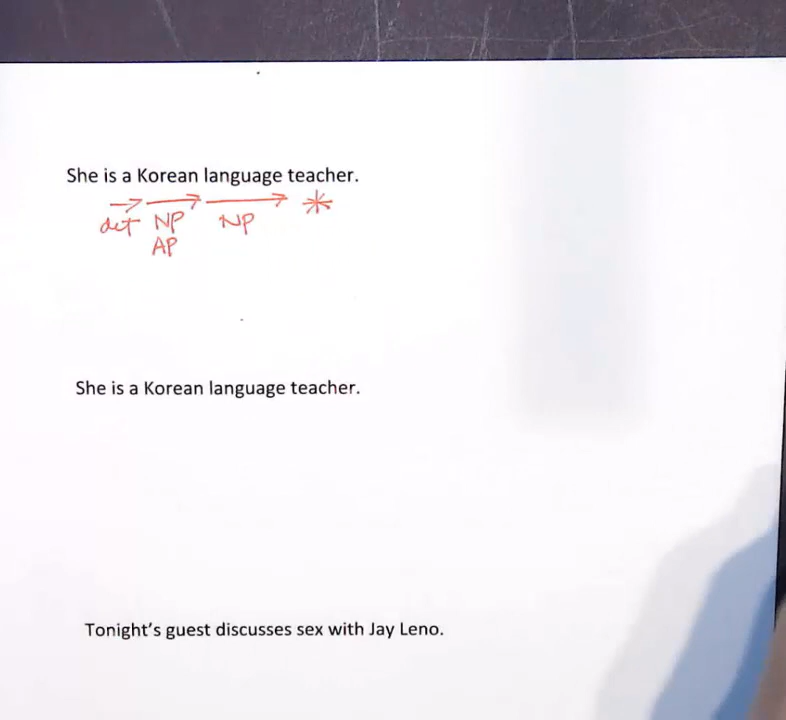 She is a Korean language teacher.
det NP NP *
AP
She is a Korean language teacher.
Tonight's guest discusses sex with Jay Leno.